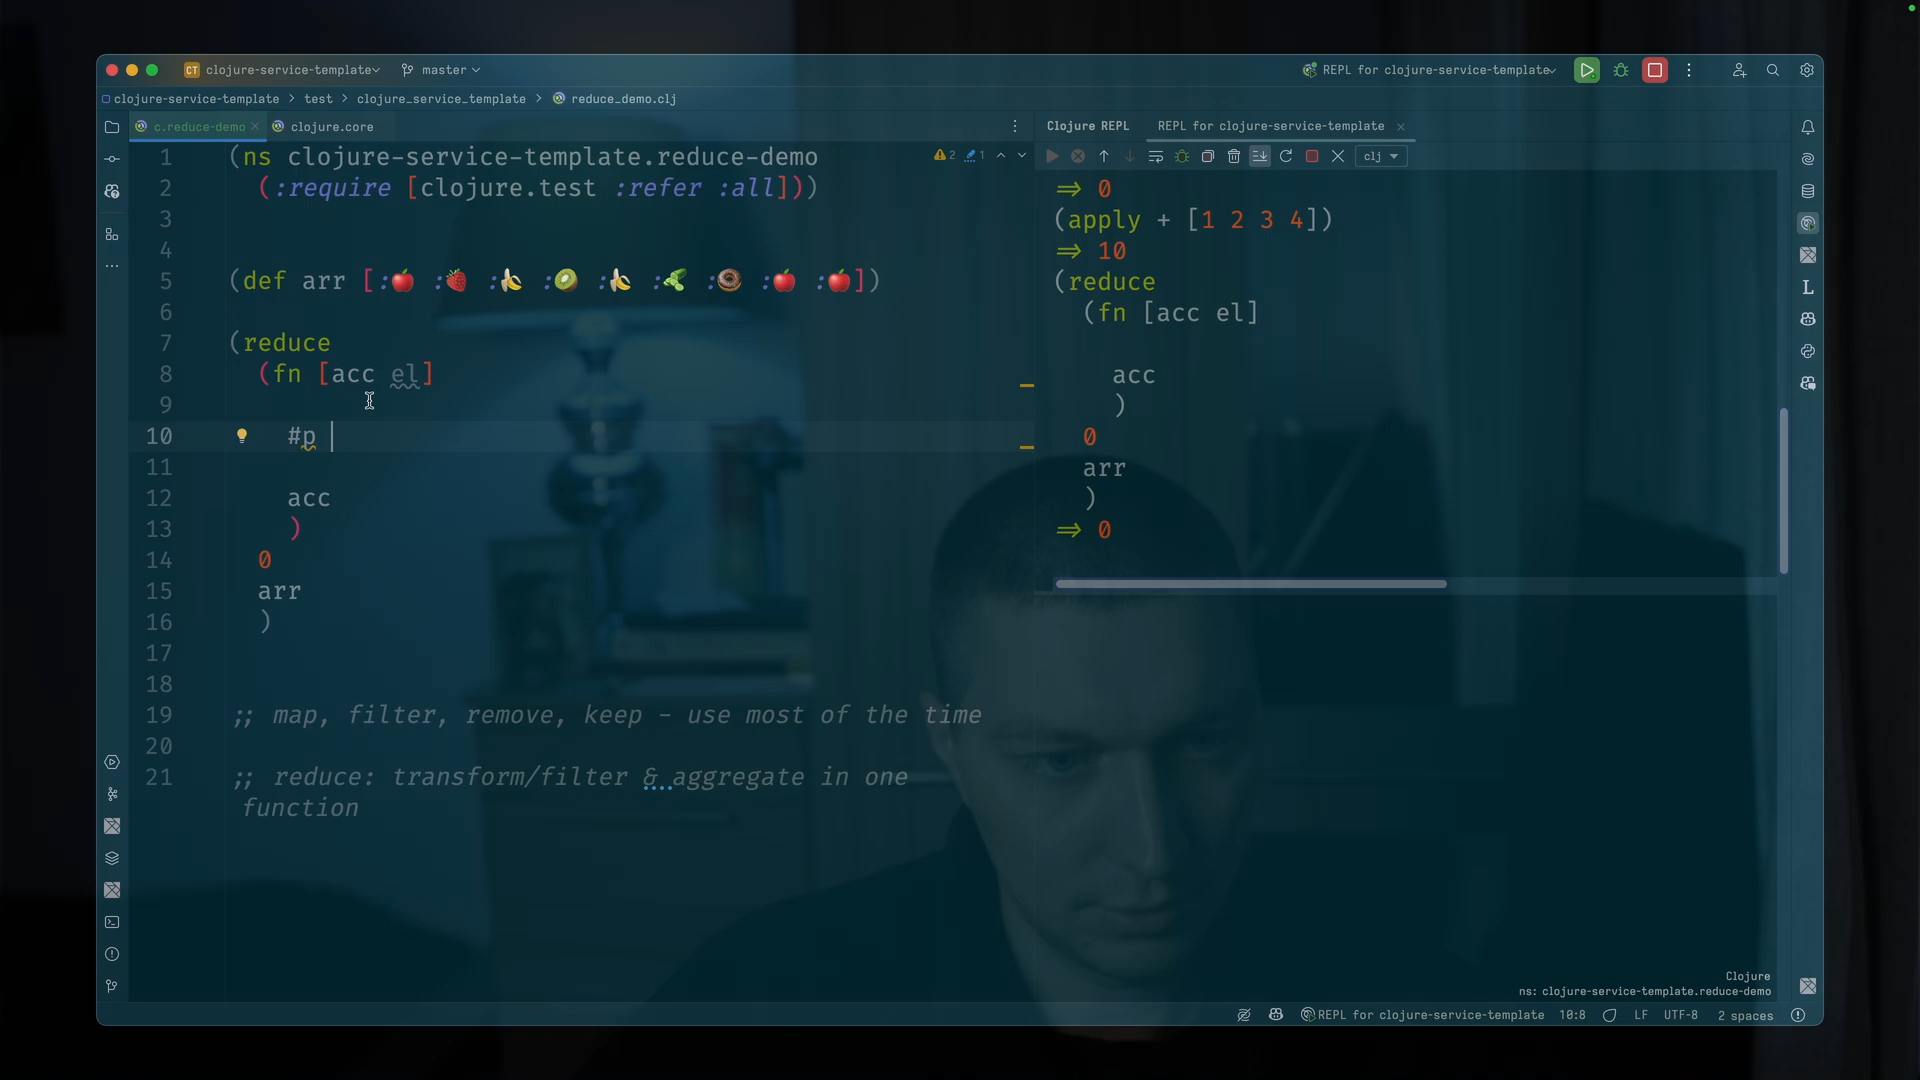 CT clojure-service-template master REPL for clojure-service-template
clojure-service-template > test > clojure_service_template > reduce_demo.clj
c.reduce-demo clojure.core
Clojure REPL REPL for clojure-service-template
2 1
clj
1 (ns clojure-service-template.reduce-demo
2 (:require [clojure.test :refer :all]))
3
4
5 (def arr [:🍎 :🍓 :🍌 :🥝 :🍌 :🥒 :🍩 :🍎 :🍎])
6
7 (reduce
8 (fn [acc el]
9
10 #p
11
12 acc
13 )
14 0
15 arr
16 )
17
18
19 ;; map, filter, remove, keep - use most of the time
20
21 ;; reduce: transform/filter & aggregate in one
function
=> 0
(apply + [1 2 3 4])
=> 10
(reduce
(fn [acc el]
acc
)
0
arr
)
=> 0
L
Clojure
ns: clojure-service-template.reduce-demo
REPL for clojure-service-template 10:8 LF UTF-8 2 spaces